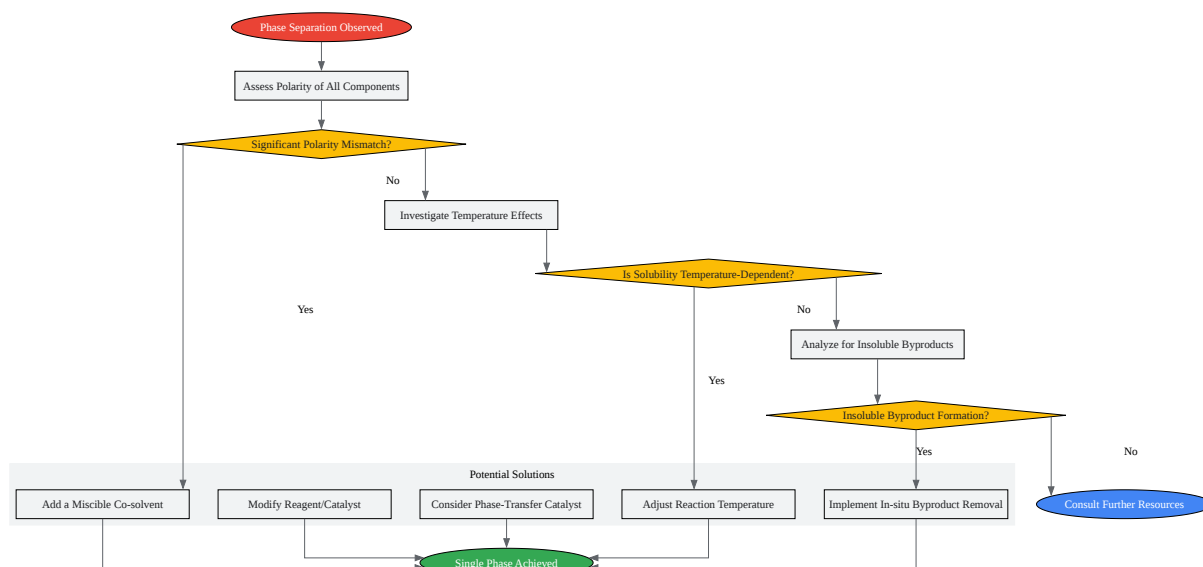 Phase Separation Observed
Assess Polarity of All Components
Significant Polarity Mismatch?
No
Investigate Temperature Effects
Is Solubility Temperature-Dependent?
Yes
No
Analyze for Insoluble Byproducts
Yes
Insoluble Byproduct Formation?
Yes
No
Potential Solutions
Add a Miscible Co-solvent
Modify Reagent/Catalyst
Consider Phase-Transfer Catalyst
Adjust Reaction Temperature
Implement In-situ Byproduct Removal
Consult Further Resources
Single Phase Achieved